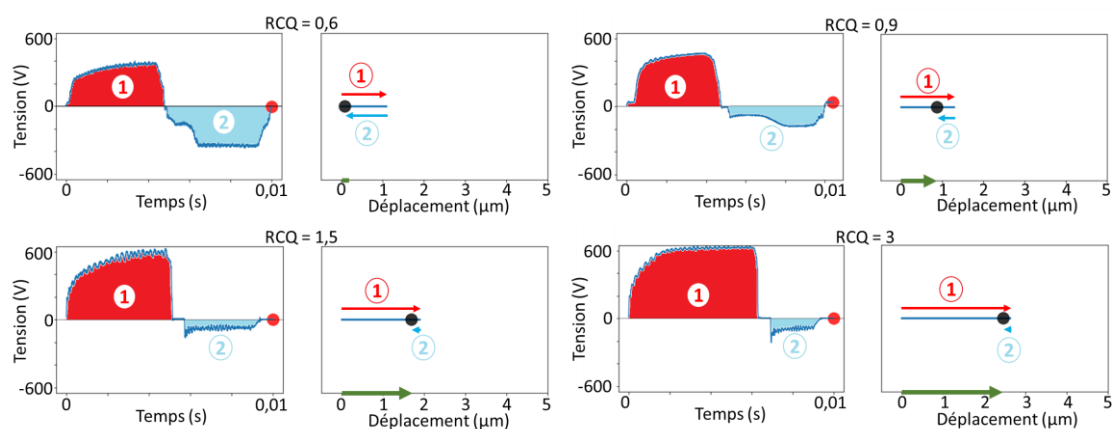 RCQ = 0,6
Tension (V)
600
0
-600
1
2
0
0,01
Temps (s)
1
2
0 1 2 3 4 5
Déplacement (µm)
RCQ = 0,9
Tension (V)
600
0
-600
1
2
0
0,01
Temps (s)
1
2
0 1 2 3 4 5
Déplacement (µm)
RCQ = 1,5
Tension (V)
600
0
-600
1
2
0
0,01
Temps (s)
1
2
0 1 2 3 4 5
Déplacement (µm)
RCQ = 3
Tension (V)
600
0
-600
1
2
0
0,01
Temps (s)
1
2
0 1 2 3 4 5
Déplacement (µm)